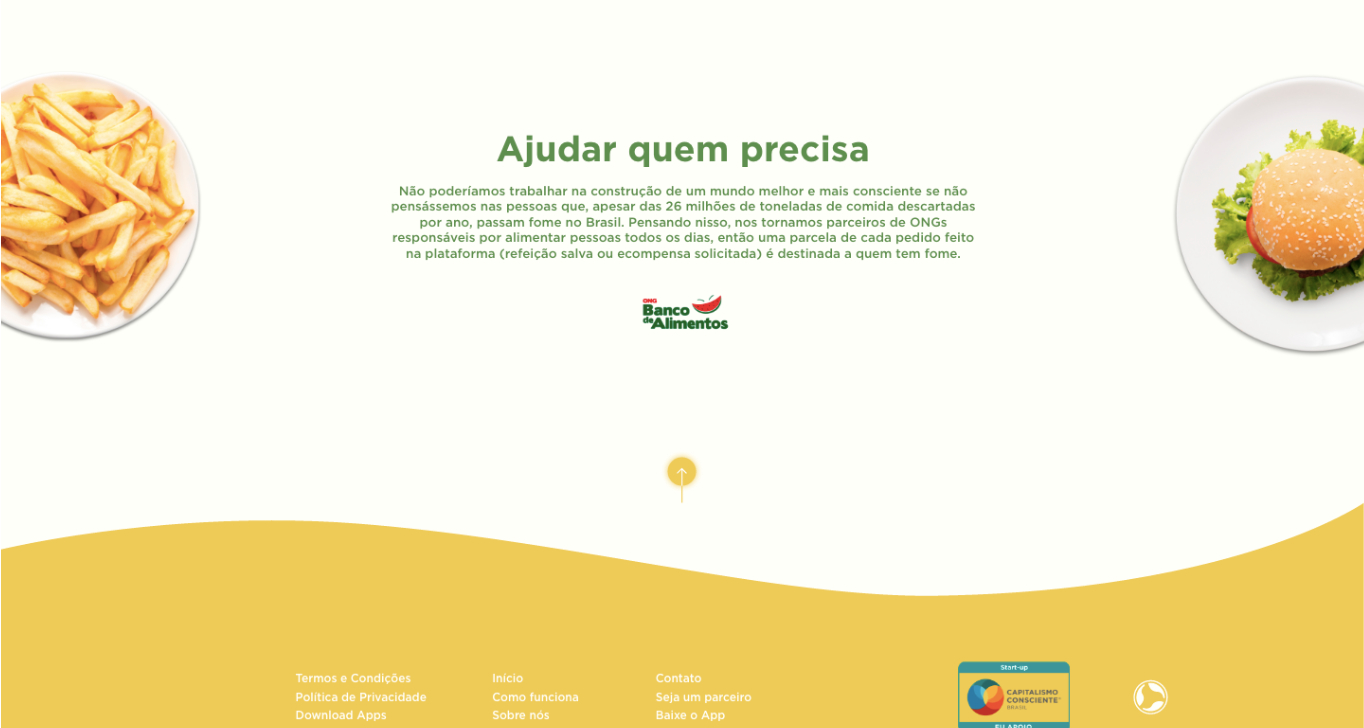 Ajudar quem precisa
Não poderíamos trabalhar na construção de um mundo melhor e mais consciente se não
pensássemos nas pessoas que, apesar das 26 milhões de toneladas de comida descartadas
por ano, passam fome no Brasil. Pensando nisso, nos tornamos parceiros de ONGs
responsáveis por alimentar pessoas todos os dias, então uma parcela de cada pedido feito
na plataforma (refeição salva ou ecompensa solicitada) é destinada a quem tem fome.
ONG
Banco
de Alimentos
Termos e Condições
Política de Privacidade
Download Apps
Início
Como funciona
Sobre nós
Contato
Seja um parceiro
Baixe o App
Start-up
CAPITALISMO
CONSCIENTE
BRASIL
EU APOIO